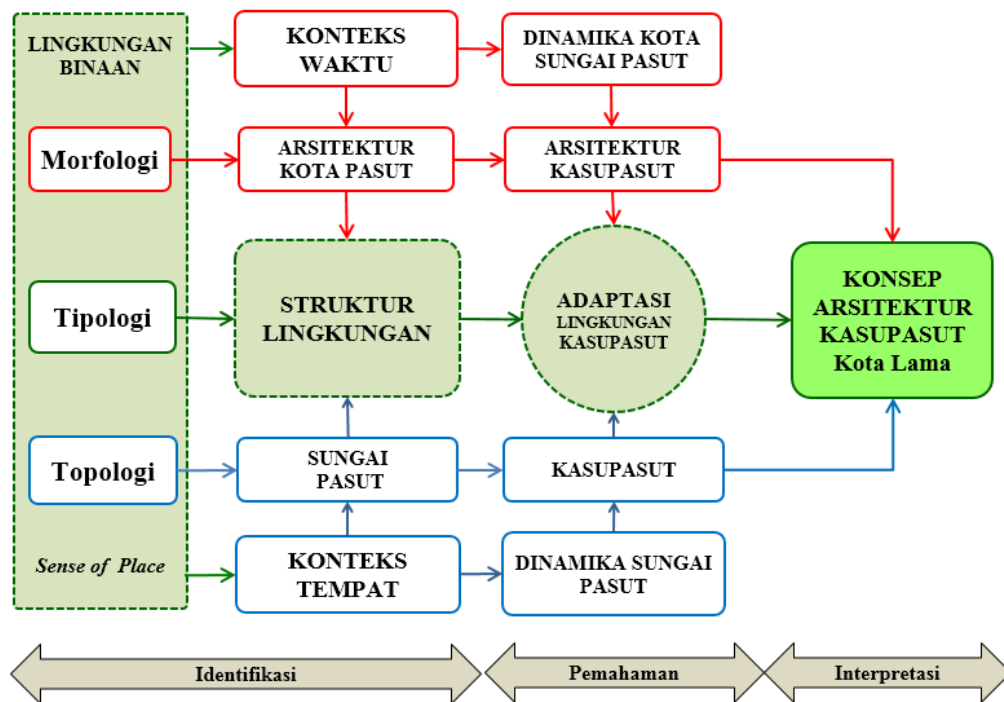 LINGKUNGAN
BINAAN
KONTEKS
WAKTU
DINAMIKA KOTA
SUNGAI PASUT
Morfologi
ARSITEKTUR
KOTA PASUT
ARSITEKTUR
KASUPASUT
Tipologi
STRUKTUR
LINGKUNGAN
ADAPTASI
LINGKUNGAN
KASUPASUT
KONSEP
ARSITEKTUR
KASUPASUT
Kota Lama
Topologi
SUNGAI
PASUT
KASUPASUT
Sense of Place
KONTEKS
TEMPAT
DINAMIKA SUNGAI
PASUT
Identifikasi
Pemahaman
Interpretasi